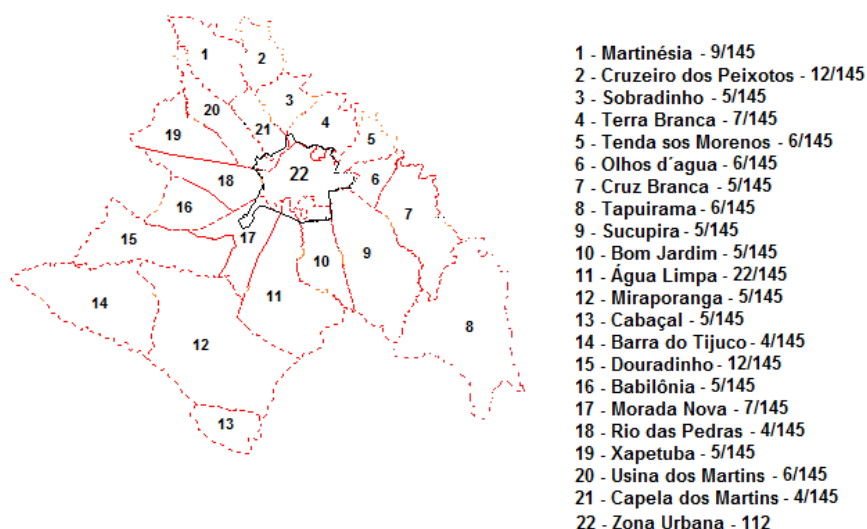 1
2
3
4
5
6
7
8
9
10
11
12
13
14
15
16
17
18
19
20
21
22
1 - Martinésia - 9/145
2 - Cruzeiro dos Peixotos - 12/145
3 - Sobradinho - 5/145
4 - Terra Branca - 7/145
5 - Tenda sos Morenos - 6/145
6 - Olhos d´agua - 6/145
7 - Cruz Branca - 5/145
8 - Tapuirama - 6/145
9 - Sucupira - 5/145
10 - Bom Jardim - 5/145
11 - Água Limpa - 22/145
12 - Miraporanga - 5/145
13 - Cabaçal - 5/145
14 - Barra do Tijuco - 4/145
15 - Douradinho - 12/145
16 - Babilônia - 5/145
17 - Morada Nova - 7/145
18 - Rio das Pedras - 4/145
19 - Xapetuba - 5/145
20 - Usina dos Martins - 6/145
21 - Capela dos Martins - 4/145
22 - Zona Urbana - 112